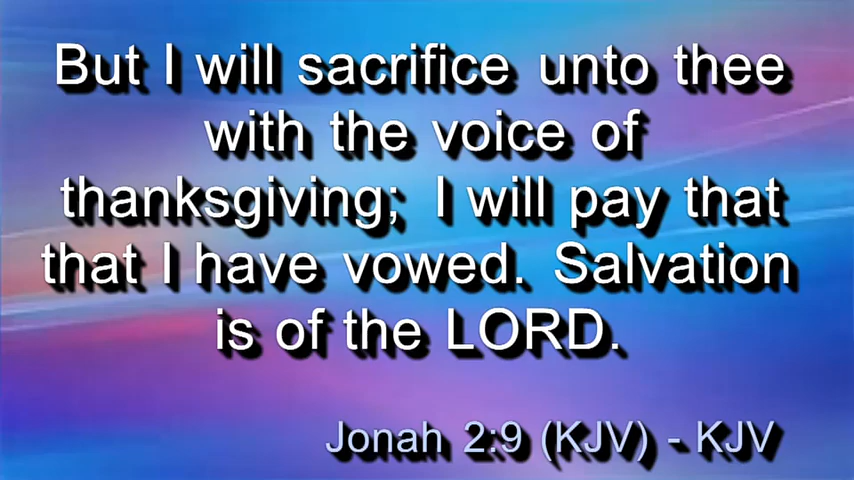 But I will sacrifice unto thee
with the voice of
thanksgiving; I will pay that
that I have vowed. Salvation
is of the LORD.
Jonah 2:9 (KJV) - KJV